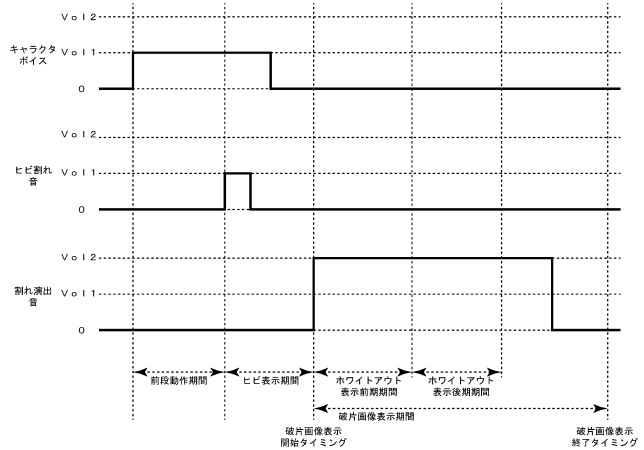 Vol2
キャラクタ
ボイス
Vol1
0
Vol2
ヒビ割れ
音
Vol1
0
Vol2
割れ演出
音
Vol1
0
前段動作期間
ヒビ表示期間
ホワイトアウト
表示前期期間
ホワイトアウト
表示後期期間
破片画像表示期間
破片画像表示
開始タイミング
破片画像表示
終了タイミング